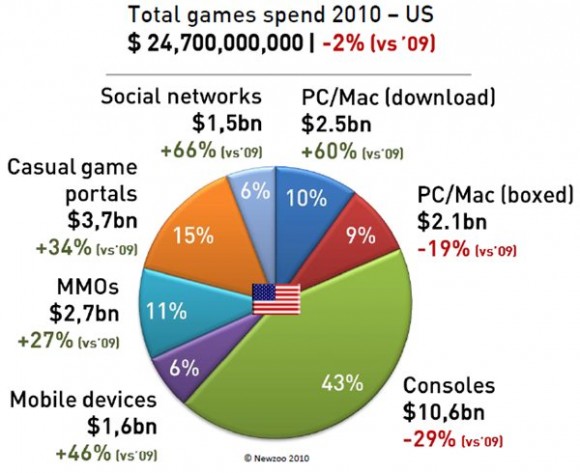 Total games spend 2010 – US
$ 24,700,000,000 | -2% (vs '09)
Social networks
$1,5bn
+66% (vs'09)
PC/Mac (download)
$2.5bn
+60% (vs'09)
PC/Mac (boxed)
$2.1bn
-19% (vs'09)
Casual game
portals
$3,7bn
+34% (vs'09)
MMOs
$2,7bn
+27% (vs'09)
Mobile devices
$1,6bn
+46% (vs'09)
Consoles
$10,6bn
-29% (vs'09)
6%
10%
9%
15%
11%
6%
43%
© Newzoo 2010